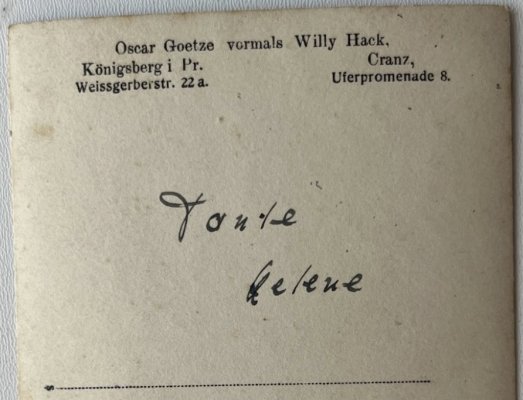 Oscar Goetze vormals Willy Hack,
Königsberg i Pr. Cranz,
Weissgerberstr. 22 a. Uferpromenade 8.
Tante
Helene